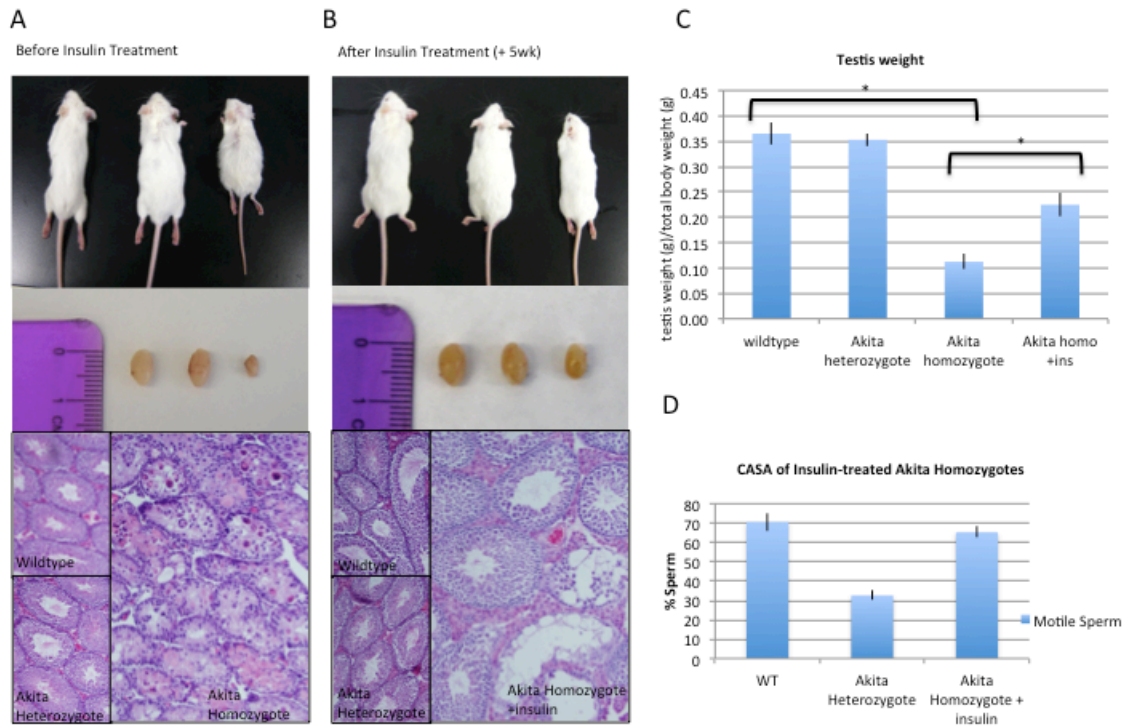 A
Before Insulin Treatment
0
1
Wildtype
Akita
Heterozygote
Akita
Homozygote
B
After Insulin Treatment (+ 5wk)
0
1
Wildtype
Akita
Heterozygote
Akita Homozygote
+insulin
C
Testis weight
testis weight (g)/total body weight (g)
0.45
0.40
0.35
0.30
0.25
0.20
0.15
0.10
0.05
0.00
*
*
wildtype
Akita
heterozygote
Akita
homozygote
Akita homo
+ins
D
CASA of Insulin-treated Akita Homozygotes
% Sperm
80
70
60
50
40
30
20
10
0
WT
Akita
Heterozygote
Akita
Homozygote +
insulin
Motile Sperm